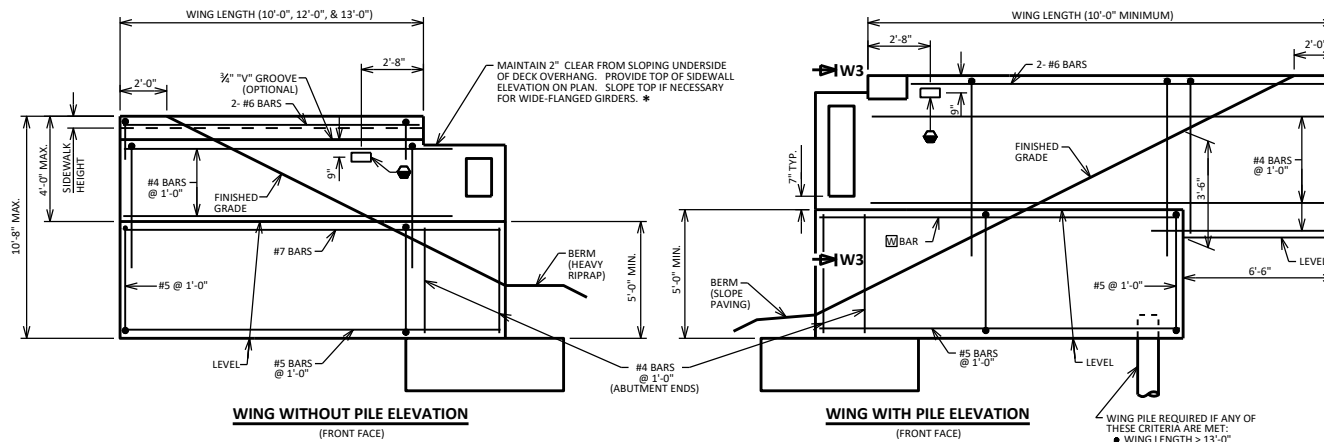 WING LENGTH (10'-0", 12'-0", & 13'-0")
2'-8"
2'-0"
¾" "V" GROOVE
(OPTIONAL)
2- #6 BARS
MAINTAIN 2" CLEAR FROM SLOPING UNDERSIDE
OF DECK OVERHANG. PROVIDE TOP OF SIDEWALL
ELEVATION ON PLAN. SLOPE TOP IF NECESSARY
FOR WIDE-FLANGED GIRDERS. ✱
10'-8" MAX.
4'-0" MAX.
SIDEWALK
HEIGHT
#4 BARS
@ 1'-0"
FINISHED
GRADE
9"
#7 BARS
BERM
(HEAVY
RIPRAP)
5'-0" MIN.
#5 @ 1'-0"
LEVEL
#5 BARS
@ 1'-0"
#4 BARS
@ 1'-0"
(ABUTMENT ENDS)
WING WITHOUT PILE ELEVATION
(FRONT FACE)
WING LENGTH (10'-0" MINIMUM)
2'-8"
2'-0"
W3
2- #6 BARS
9"
FINISHED
GRADE
#4 BARS
@ 1'-0"
3'-6"
7" TYP.
W BAR
W3
LEVEL
6'-6"
5'-0" MIN.
BERM
(SLOPE
PAVING)
#5 @ 1'-0"
#5 BARS
@ 1'-0"
LEVEL
WING WITH PILE ELEVATION
(FRONT FACE)
WING PILE REQUIRED IF ANY OF
THESE CRITERIA ARE MET:
● WING LENGTH > 13'-0"